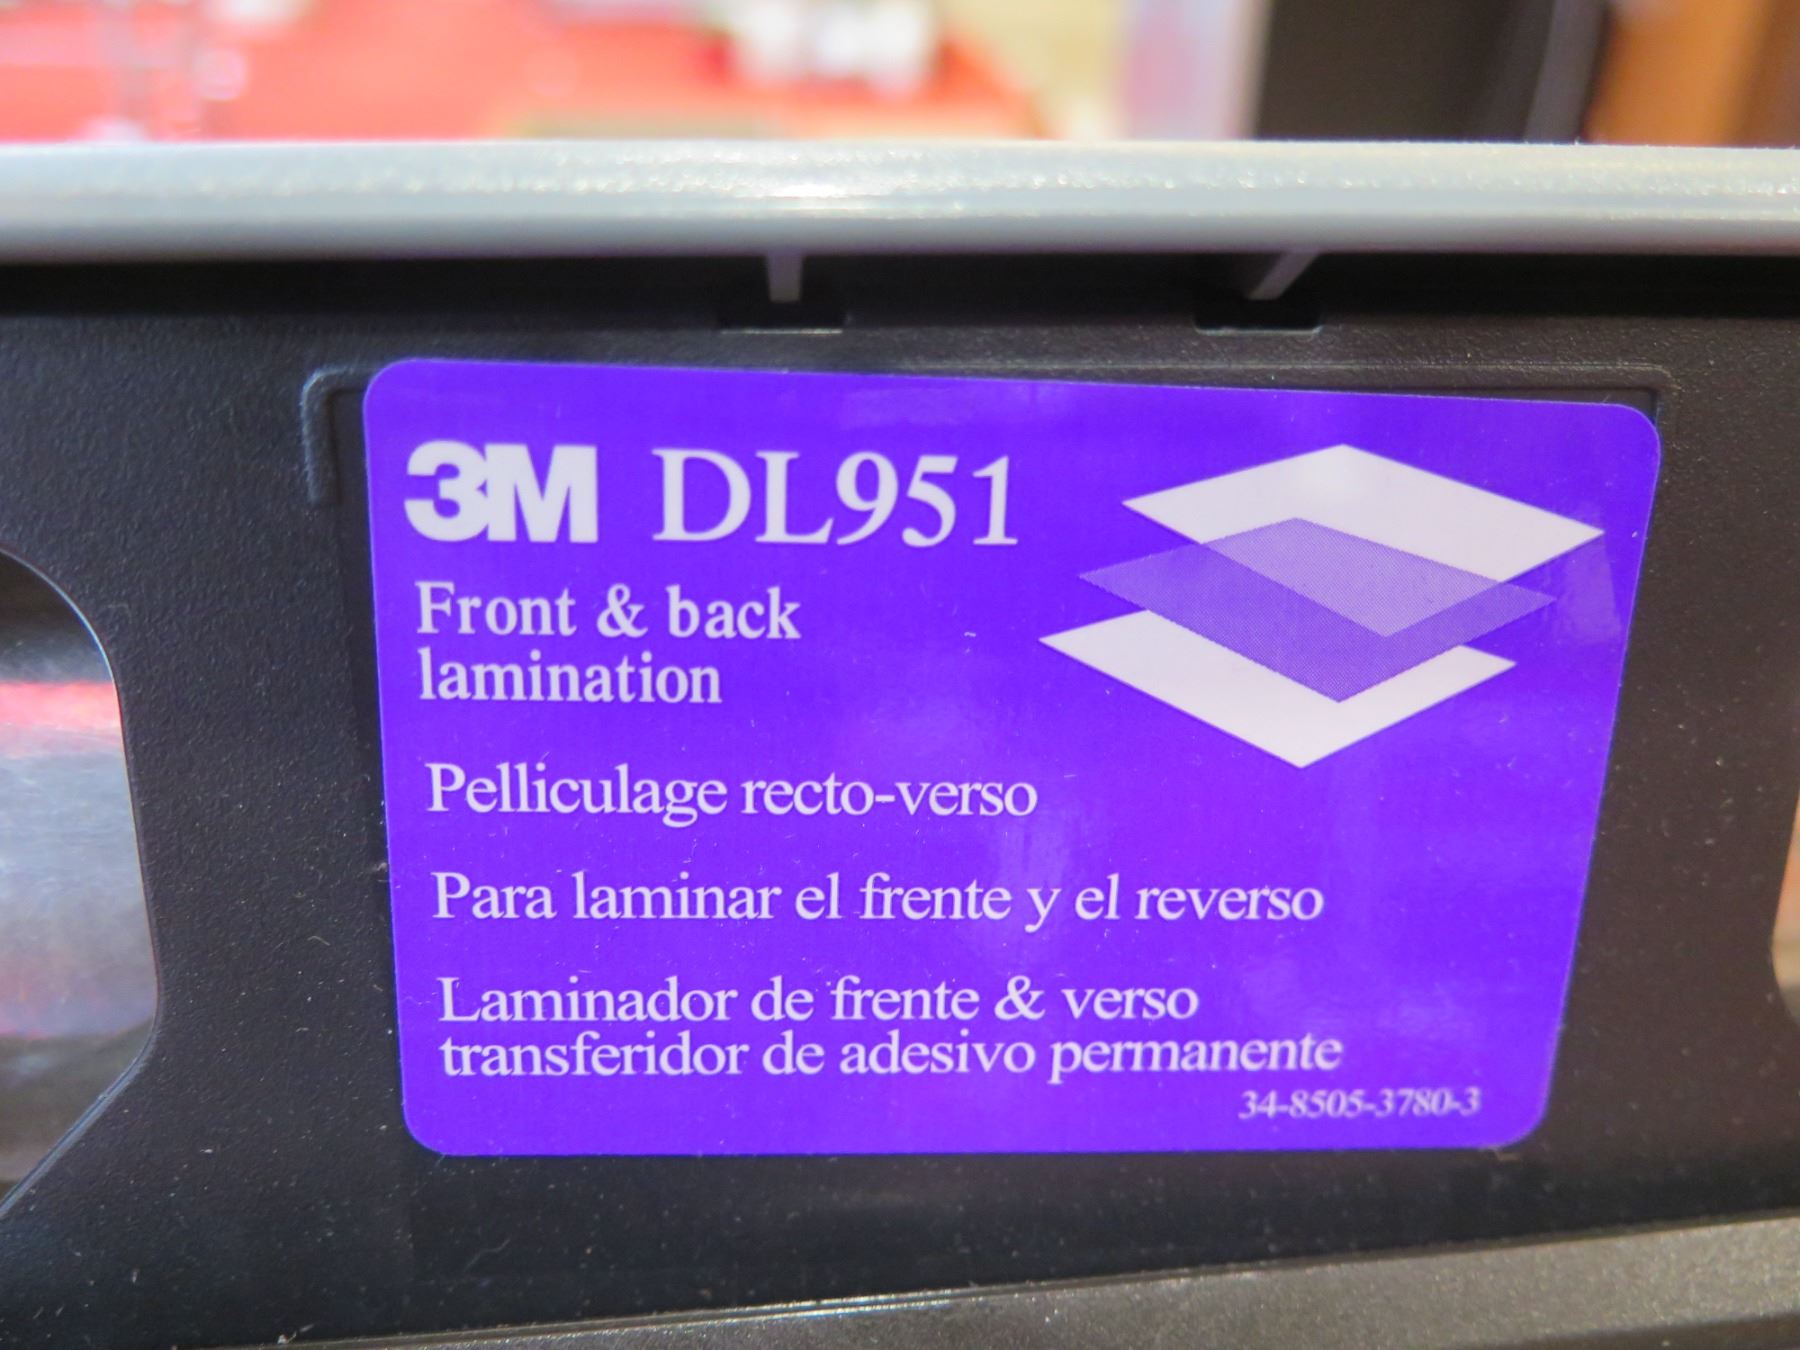 3M DL951
Front & back
lamination
Pelliculage recto-verso
Para laminar el frente y el reverso
Laminador de frente & verso
transferidor de adesivo permanente
34-8505-3780-3